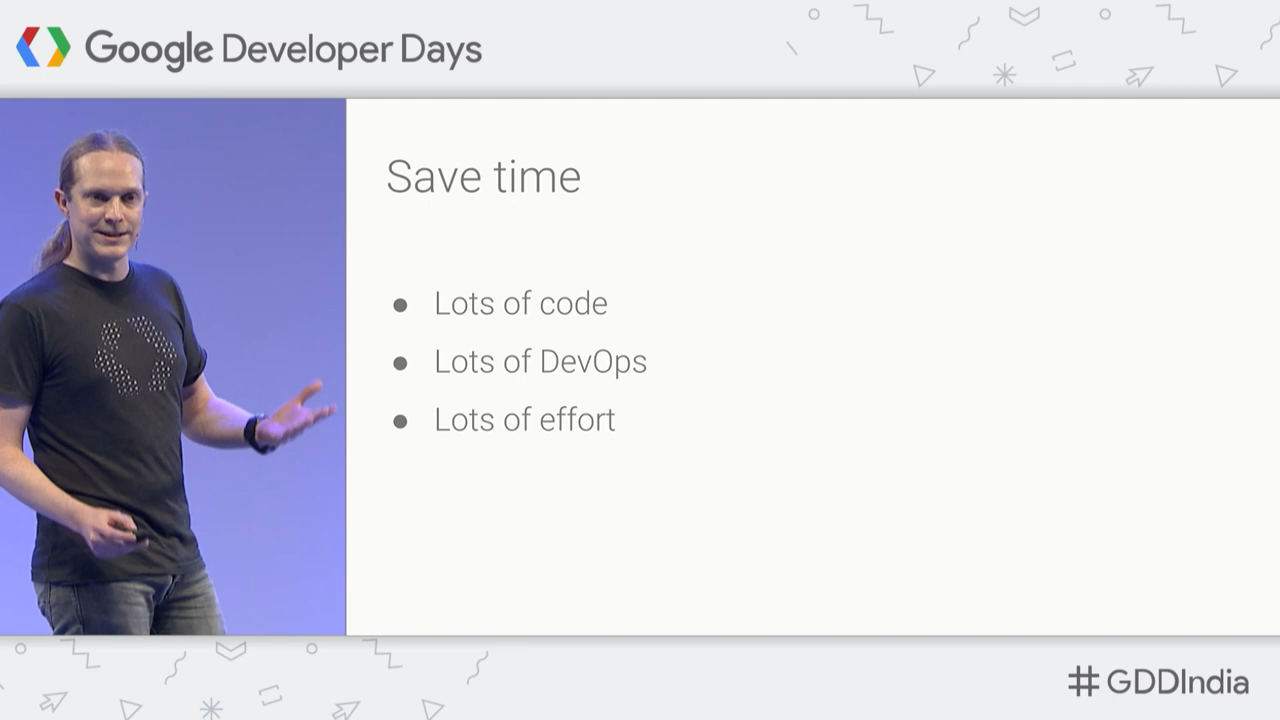 Google Developer Days
Save time
● Lots of code
● Lots of DevOps
● Lots of effort
#GDDIndia